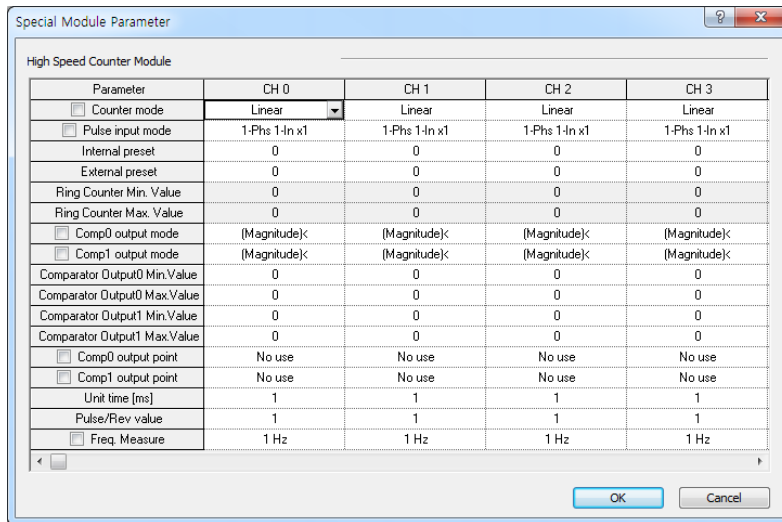 Special Module Parameter
High Speed Counter Module
Parameter CH 0 CH 1 CH 2 CH 3
Counter mode Linear Linear Linear Linear
Pulse input mode 1-Phs 1-In x1 1-Phs 1-In x1 1-Phs 1-In x1 1-Phs 1-In x1
Internal preset 0 0 0 0
External preset 0 0 0 0
Ring Counter Min. Value 0 0 0 0
Ring Counter Max. Value 0 0 0 0
Comp0 output mode (Magnitude)< (Magnitude)< (Magnitude)< (Magnitude)<
Comp1 output mode (Magnitude)< (Magnitude)< (Magnitude)< (Magnitude)<
Comparator Output0 Min.Value 0 0 0 0
Comparator Output0 Max.Value 0 0 0 0
Comparator Output1 Min.Value 0 0 0 0
Comparator Output1 Max.Value 0 0 0 0
Comp0 output point No use No use No use No use
Comp1 output point No use No use No use No use
Unit time [ms] 1 1 1 1
Pulse/Rev value 1 1 1 1
Freq. Measure 1 Hz 1 Hz 1 Hz 1 Hz
OK Cancel